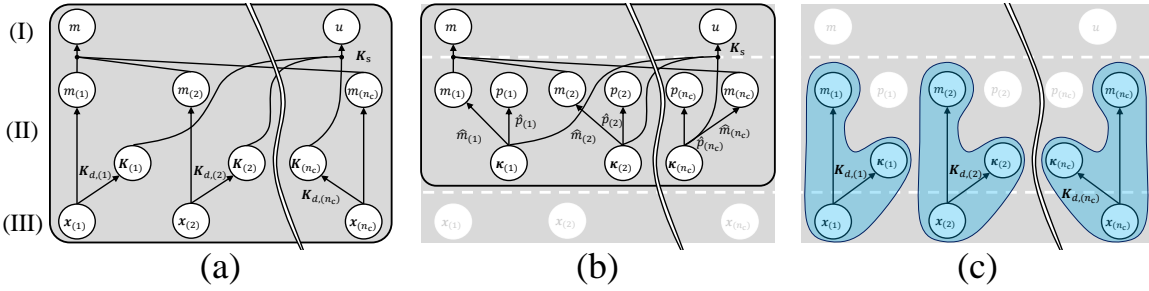 (I) m u m u m u
K_s K_s
m_(1) m_(2) m_(n_c) m_(1) p_(1) m_(2) p_(2) p_(n_c) m_(n_c) m_(1) p_(1) m_(2) p_(2) p_(n_c) m_(n_c)
(II) m̂_(1) p̂_(1) m̂_(2) p̂_(2) p̂_(n_c) m̂_(n_c)
K_(1) K_(2) K_(n_c) κ_(1) κ_(2) κ_(n_c) κ_(1) κ_(2) κ_(n_c)
K_d,(1) K_d,(2) K_d,(n_c) K_d,(1) K_d,(2) K_d,(n_c)
(III) x_(1) x_(2) x_(n_c) x_(1) x_(2) x_(n_c) x_(1) x_(2) x_(n_c)
(a) (b) (c)